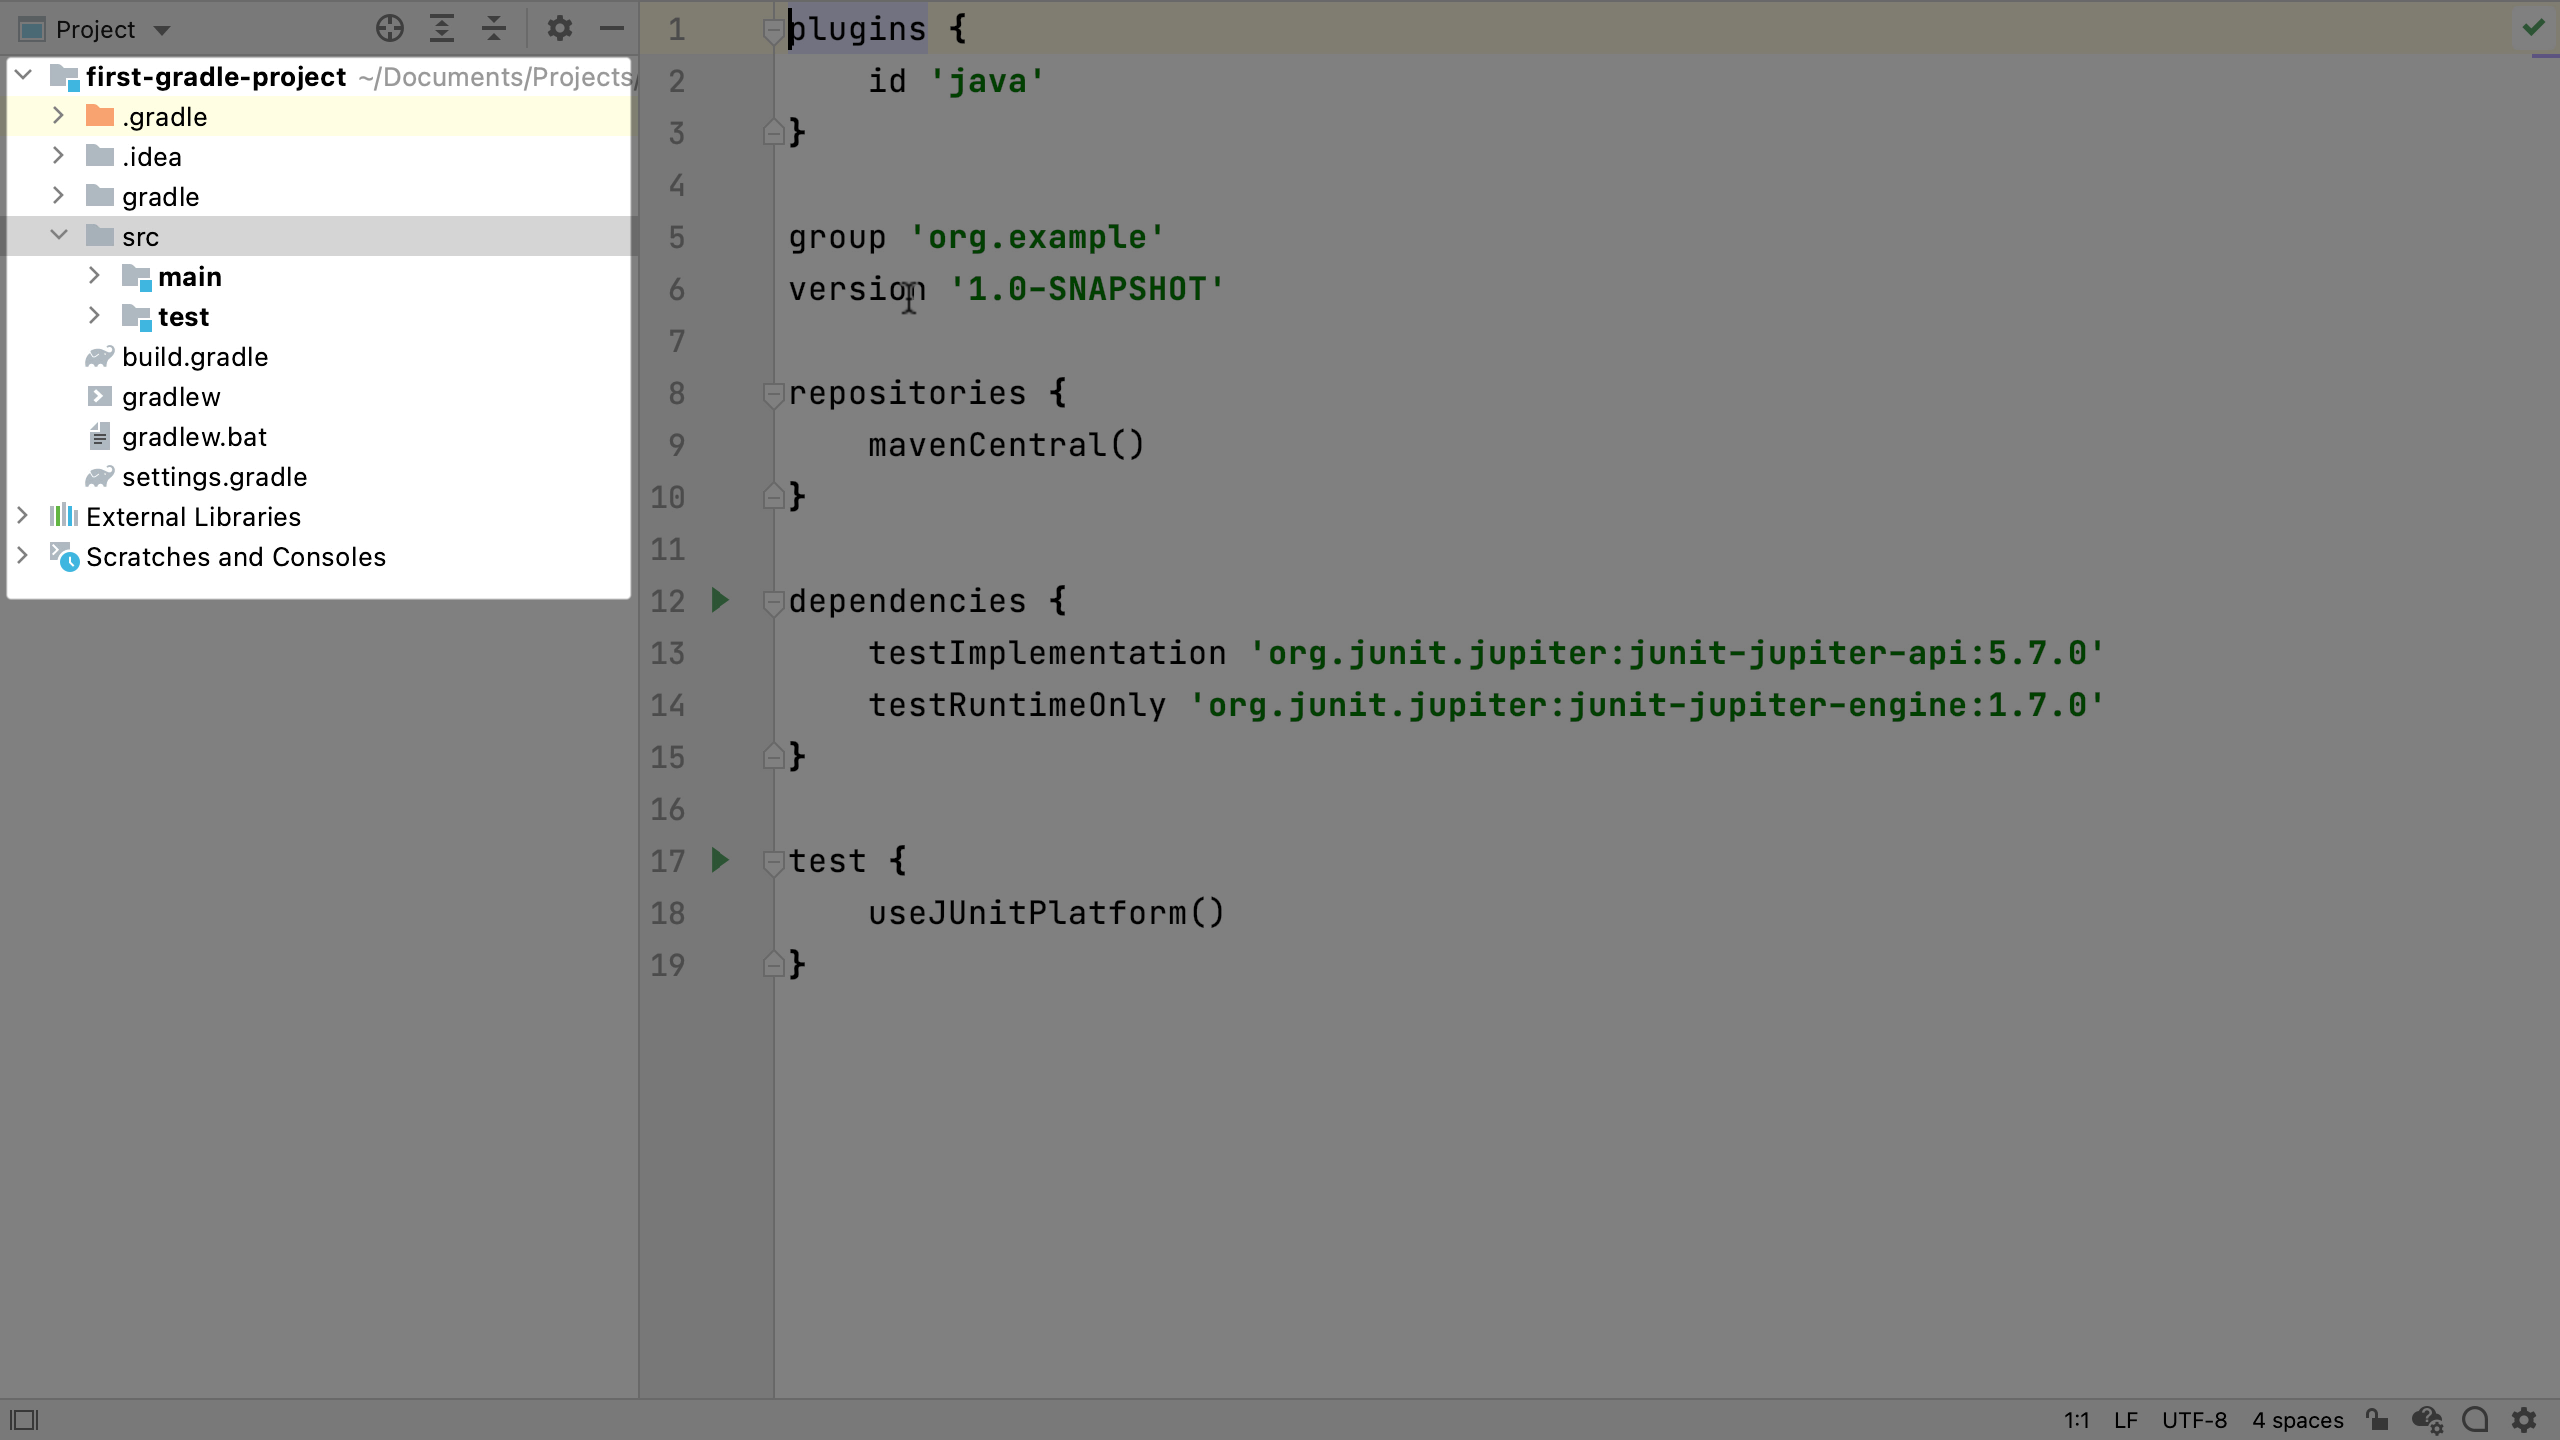 Project
first-gradle-project ~/Documents/Projects/
.gradle
.idea
gradle
src
main
test
build.gradle
gradlew
gradlew.bat
settings.gradle
External Libraries
Scratches and Consoles
1 plugins {
2 id 'java'
3 }
4
5 group 'org.example'
6 version '1.0-SNAPSHOT'
7
8 repositories {
9 mavenCentral()
10 }
11
12 dependencies {
13 testImplementation 'org.junit.jupiter:junit-jupiter-api:5.7.0'
14 testRuntimeOnly 'org.junit.jupiter:junit-jupiter-engine:1.7.0'
15 }
16
17 test {
18 useJUnitPlatform()
19 }
1:1 LF UTF-8 4 spaces